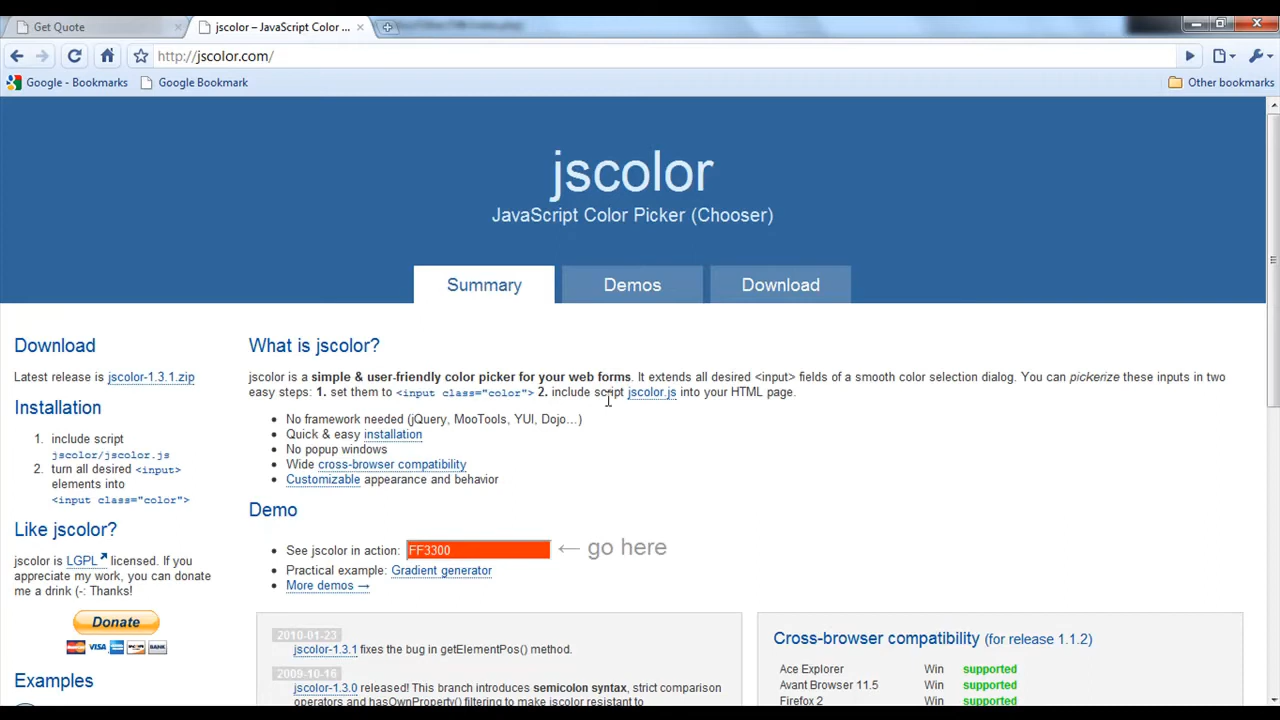 Get Quote
jscolor – JavaScript Color ...
http://jscolor.com/
Google - Bookmarks
Google Bookmark
Other bookmarks
jscolor
JavaScript Color Picker (Chooser)
Summary
Demos
Download
Download
Latest release is jscolor-1.3.1.zip
Installation
1. include script
jscolor/jscolor.js
2. turn all desired <input>
elements into
<input class="color">
Like jscolor?
jscolor is LGPL licensed. If you
appreciate my work, you can donate
me a drink (-: Thanks!
Donate
VISA
BANK
Examples
What is jscolor?
jscolor is a simple & user-friendly color picker for your web forms. It extends all desired <input> fields of a smooth color selection dialog. You can pickerize these inputs in two
easy steps: 1. set them to <input class="color"> 2. include script jscolor.js into your HTML page.
No framework needed (jQuery, MooTools, YUI, Dojo...)
Quick & easy installation
No popup windows
Wide cross-browser compatibility
Customizable appearance and behavior
Demo
See jscolor in action: FF3300 ← go here
Practical example: Gradient generator
More demos →
2010-01-23
jscolor-1.3.1 fixes the bug in getElementPos() method.
2009-10-16
jscolor-1.3.0 released! This branch introduces semicolon syntax, strict comparison
operators and hasOwnProperty() filtering to make jscolor resistant to
Cross-browser compatibility (for release 1.1.2)
Ace Explorer Win supported
Avant Browser 11.5 Win supported
Firefox 2 Win supported